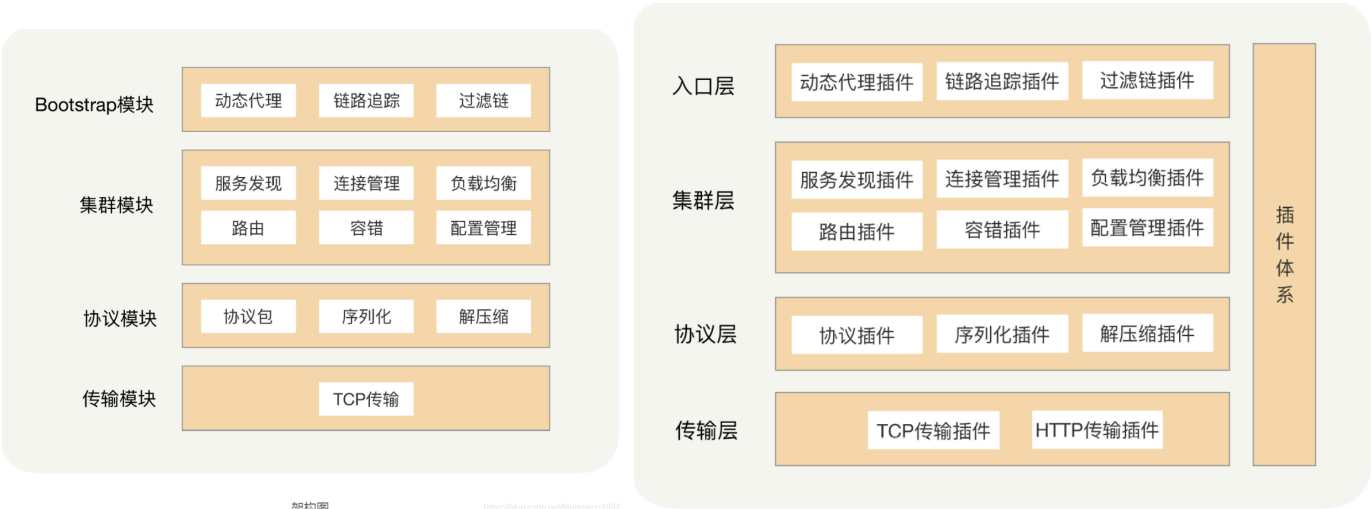 Bootstrap模块
动态代理 链路追踪 过滤链
集群模块
服务发现 连接管理 负载均衡
路由 容错 配置管理
协议模块
协议包 序列化 解压缩
传输模块
TCP传输
架构图
入口层
动态代理插件 链路追踪插件 过滤链插件
集群层
服务发现插件 连接管理插件 负载均衡插件
路由插件 容错插件 配置管理插件
协议层
协议插件 序列化插件 解压缩插件
传输层
TCP传输插件 HTTP传输插件
插件体系